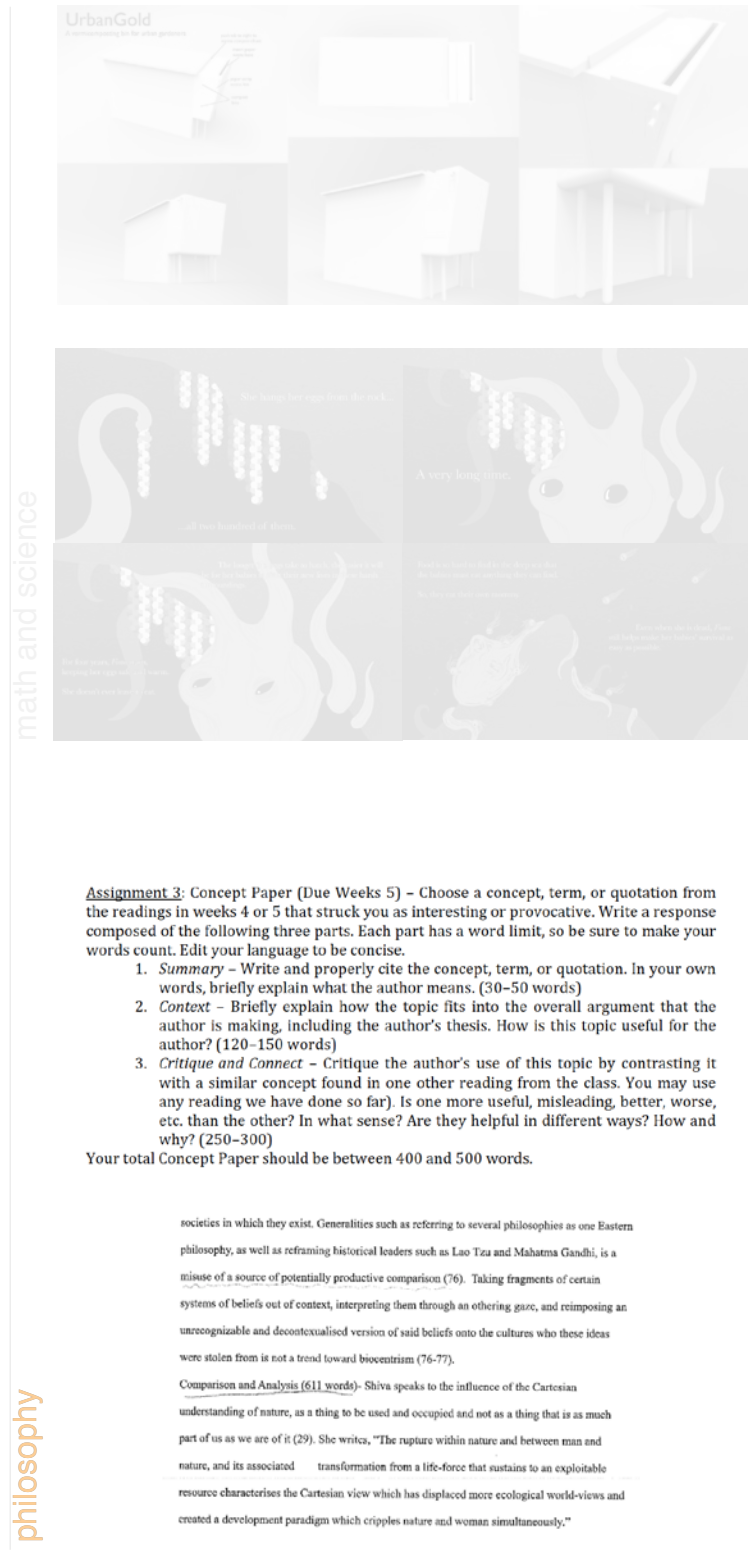 UrbanGold
A vermicomposting bin for urban gardeners
She hangs her eggs from the rock...
...all two hundred of them.
A very long time.
math and science
Assignment 3: Concept Paper (Due Weeks 5) – Choose a concept, term, or quotation from
the readings in weeks 4 or 5 that struck you as interesting or provocative. Write a response
composed of the following three parts. Each part has a word limit, so be sure to make your
words count. Edit your language to be concise.
1. Summary – Write and properly cite the concept, term, or quotation. In your own
words, briefly explain what the author means. (30–50 words)
2. Context – Briefly explain how the topic fits into the overall argument that the
author is making, including the author's thesis. How is this topic useful for the
author? (120–150 words)
3. Critique and Connect – Critique the author's use of this topic by contrasting it
with a similar concept found in one other reading from the class. You may use
any reading we have done so far). Is one more useful, misleading, better, worse,
etc. than the other? In what sense? Are they helpful in different ways? How and
why? (250–300)
Your total Concept Paper should be between 400 and 500 words.
societies in which they exist. Generalities such as referring to several philosophies as one Eastern
philosophy, as well as reframing historical leaders such as Lao Tzu and Mahatma Gandhi, is a
misuse of a source of potentially productive comparison (76). Taking fragments of certain
systems of beliefs out of context, interpreting them through an othering gaze, and reimposing an
unrecognizable and decontexualised version of said beliefs onto the cultures who these ideas
were stolen from is not a trend toward biocentrism (76-77).
Comparison and Analysis (611 words)- Shiva speaks to the influence of the Cartesian
understanding of nature, as a thing to be used and occupied and not as a thing that is as much
part of us as we are of it (29). She writes, "The rupture within nature and between man and
nature, and its associated transformation from a life-force that sustains to an exploitable
resource characterises the Cartesian view which has displaced more ecological world-views and
created a development paradigm which cripples nature and woman simultaneously."
philosophy